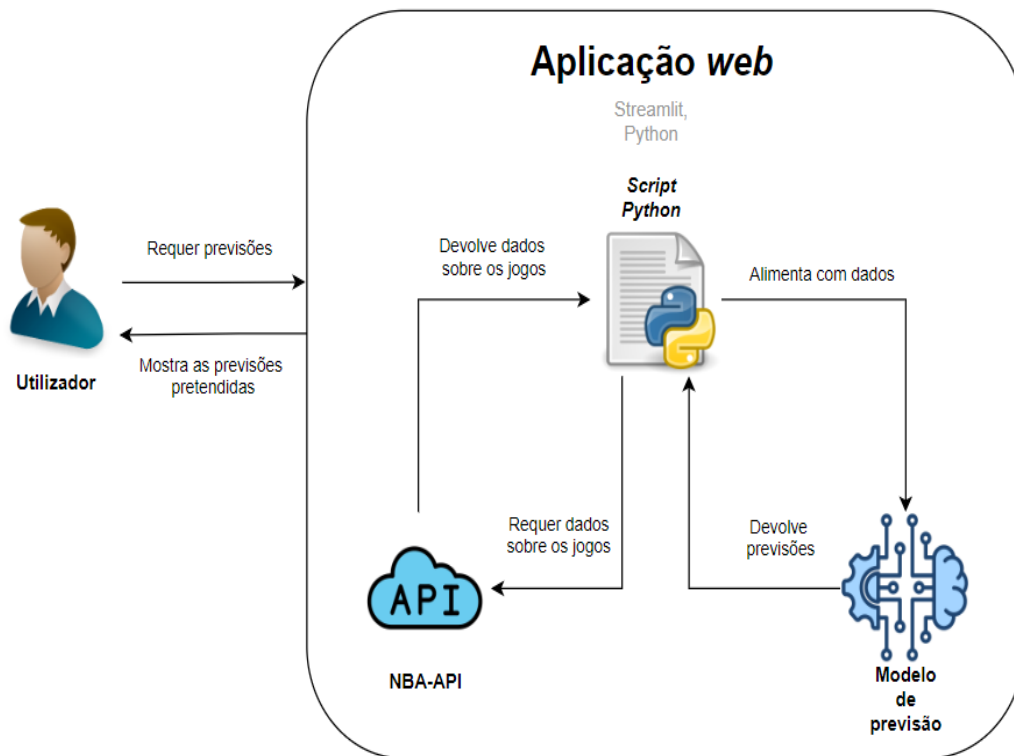 Aplicação web
Streamlit,
Python
Script
Python
Requer previsões
Devolve dados
sobre os jogos
Alimenta com dados
Mostra as previsões
pretendidas
Utilizador
Requer dados
sobre os jogos
Devolve
previsões
API
NBA-API
Modelo
de
previsão